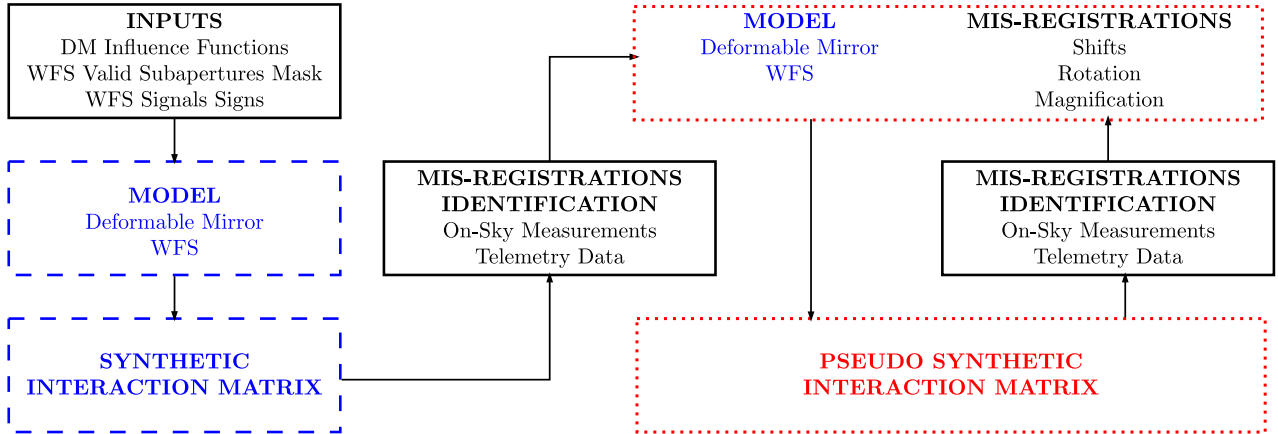 INPUTS
DM Influence Functions
WFS Valid Subapertures Mask
WFS Signals Signs
MODEL
Deformable Mirror
WFS
SYNTHETIC
INTERACTION MATRIX
MIS-REGISTRATIONS
IDENTIFICATION
On-Sky Measurements
Telemetry Data
MODEL
Deformable Mirror
WFS
MIS-REGISTRATIONS
Shifts
Rotation
Magnification
MIS-REGISTRATIONS
IDENTIFICATION
On-Sky Measurements
Telemetry Data
PSEUDO SYNTHETIC
INTERACTION MATRIX